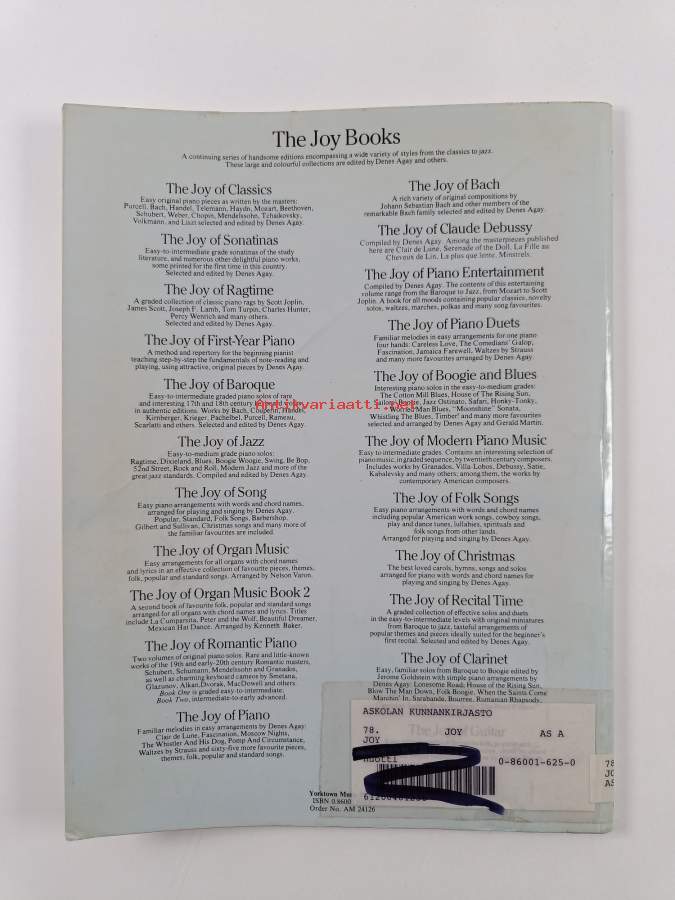 The Joy Books
A continuing series of handsome editions encompassing a wide variety of styles from the classics to jazz.
These large and colourful collections are edited by Denes Agay and others.
The Joy of Classics
Easy original piano pieces as written by the masters:
Purcell, Bach, Handel, Telemann, Haydn, Mozart, Beethoven,
Schubert, Weber, Chopin, Mendelssohn, Tchaikovsky,
Volkmann, and Liszt selected and edited by Denes Agay.
The Joy of Sonatinas
Easy-to-intermediate grade sonatinas of the study
literature, and numerous other delightful piano works,
some printed for the first time in this country.
Selected and edited by Denes Agay.
The Joy of Ragtime
A graded collection of classic piano rags by Scott Joplin,
James Scott, Joseph F. Lamb, Tom Turpin, Charles Hunter,
Percy Wenrich and many others.
Selected and edited by Denes Agay.
The Joy of First-Year Piano
A method and repertory for the beginning pianist
teaching step-by-step the fundamentals of note-reading and
playing, using attractive, original pieces by Denes Agay.
The Joy of Baroque
Easy-to-intermediate graded piano solos of rare
and interesting 17th and 18th century
in authentic editions. Works by Bach, Couperin, Handel,
Kirnberger, Krieger, Pachelbel, Purcell, Rameau,
Scarlatti and others. Selected and edited by Denes Agay.
The Joy of Jazz
Easy-to-medium grade piano solos:
Ragtime, Dixieland, Blues, Boogie Woogie, Swing, Be Bop,
52nd Street, Rock and Roll, Modern Jazz and more of the
great jazz standards. Compiled and edited by Denes Agay.
The Joy of Song
Easy piano arrangements with words and chord names,
arranged for playing and singing by Denes Agay.
Popular, Standard, Folk Songs, Barbershop,
Gilbert and Sullivan, Christmas songs and many more of
the familiar favourites are included.
The Joy of Organ Music
Easy arrangements for all organs with chord names
and lyrics in an effective collection of favourite pieces, themes,
folk, popular and standard songs. Arranged by Nelson Varon.
The Joy of Organ Music Book 2
A second book of favourite folk, popular and standard songs
arranged for all organs with chord names and lyrics. Titles
include La Cumparsita, Peter and the Wolf, Beautiful Dreamer,
Mexican Hat Dance. Arranged by Kenneth Baker.
The Joy of Romantic Piano
Two volumes of original piano solos. Rare and little-known
works of the 19th and early-20th century Romantic masters,
Schubert, Schumann, Mendelssohn and Granados,
as well as charming keyboard cameos by Smetana,
Glazunov, Alkan, Dvorak, MacDowell and others.
Book One is graded easy-to-intermediate;
Book Two, intermediate-to-early advanced.
The Joy of Piano
Familiar melodies in easy arrangements by Denes Agay:
Clair de Lune, Fascination, Moscow Nights,
The Whistler And His Dog, Pomp And Circumstance,
Waltzes by Strauss and sixty-five more favourite pieces,
themes, folk, popular and standard songs.
The Joy of Bach
A rich variety of original compositions by
Johann Sebastian Bach and other members of the
remarkable Bach family selected and edited by Denes Agay.
The Joy of Claude Debussy
Compiled by Denes Agay. Among the masterpieces published
here are Clair de Lune, Serenade of the Doll, La Fille au
Cheveux de Lin, La plus que lente, Minstrels.
The Joy of Piano Entertainment
Compiled by Denes Agay. The contents of this entertaining
volume range from the Baroque to Jazz, from Mozart to Scott
Joplin. A book for all moods containing popular classics, novelty
solos, waltzes, marches, polkas and many song favourites.
The Joy of Piano Duets
Familiar melodies in easy arrangements for one piano
four hands: Careless Love, The Comedians' Galop,
Fascination, Jamaica Farewell, Waltzes by Strauss
and many more favourites arranged by Denes Agay.
The Joy of Boogie and Blues
Interesting piano solos in the easy-to-medium grades:
The Cotton Mill Blues, House of The Rising Sun,
Jazz Ostinato, Safari, Honky-Tonky,
Worried Man Blues, "Moonshine" Sonata,
Whistling The Blues, Timber! and many more favourites
selected and arranged by Denes Agay and Gerald Martin.
The Joy of Modern Piano Music
Easy to intermediate grades. Contains an interesting selection of
piano music, in graded sequence, by twentieth century composers.
Includes works by Granados, Villa-Lobos, Debussy, Satie,
Kabalevsky and many others; among them, the works by
contemporary American composers.
The Joy of Folk Songs
Easy piano arrangements with words and chord names
including popular American work songs, cowboy songs,
play and dance tunes, lullabies, spirituals and
folk songs from other lands.
Arranged for playing and singing by Denes Agay.
The Joy of Christmas
The best loved carols, hymns, songs and solos
arranged for piano with words and chord names for
playing and singing by Denes Agay.
The Joy of Recital Time
A graded collection of effective solos and duets
in the easy-to-intermediate levels with original miniatures
from Baroque to Jazz, tasteful arrangements of
popular themes and pieces ideally suited for the beginner's
first recital. Selected and edited by Denes Agay.
The Joy of Clarinet
Easy, familiar solos from Baroque to Boogie edited by
Jerome Goldstein with simple piano arrangements by
Denes Agay: Lonesome Road, House of the Rising Sun,
Blow The Man Down, Folk Boogie, When the Saints Come
Marchin' In, Sarabande, Bourree, Rumanian Rhapsody,
ASKOLAN KUNNANKIRJASTO
78. JOY AS A
JOY
0-86001-625-0
78
JO
AS
Yorktown Mus
ISBN 0.8600
Order No. AM 24126
Antikvariaatti.net